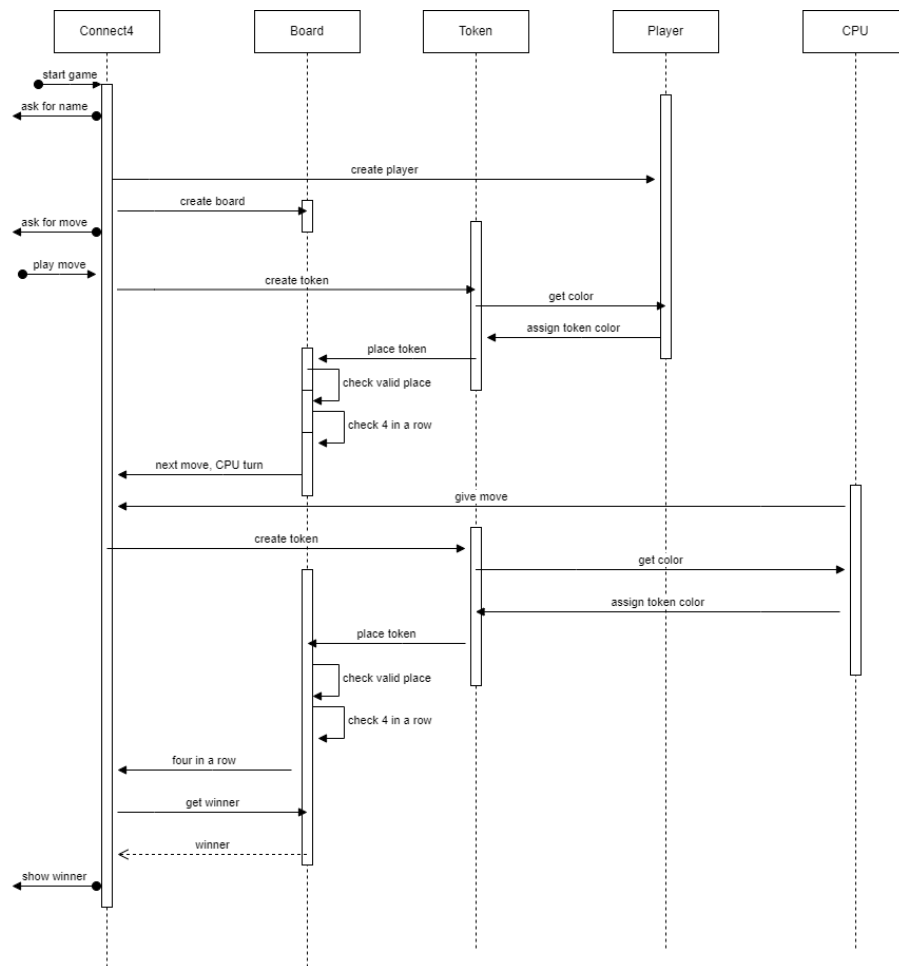 Connect4
Board
Token
Player
CPU
start game
ask for name
create player
create board
ask for move
play move
create token
get color
assign token color
place token
check valid place
check 4 in a row
next move, CPU turn
give move
create token
get color
assign token color
place token
check valid place
check 4 in a row
four in a row
get winner
winner
show winner